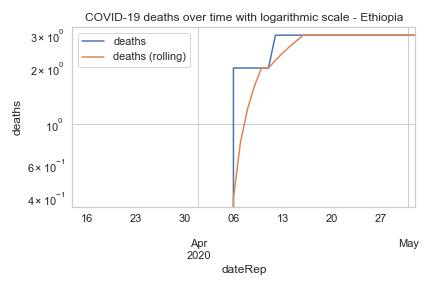 COVID-19 deaths over time with logarithmic scale - Ethiopia
deaths
deaths (rolling)
3 × 10⁰
2 × 10⁰
10⁰
6 × 10⁻¹
4 × 10⁻¹
deaths
16 23 30 06 13 20 27
Apr May
2020
dateRep